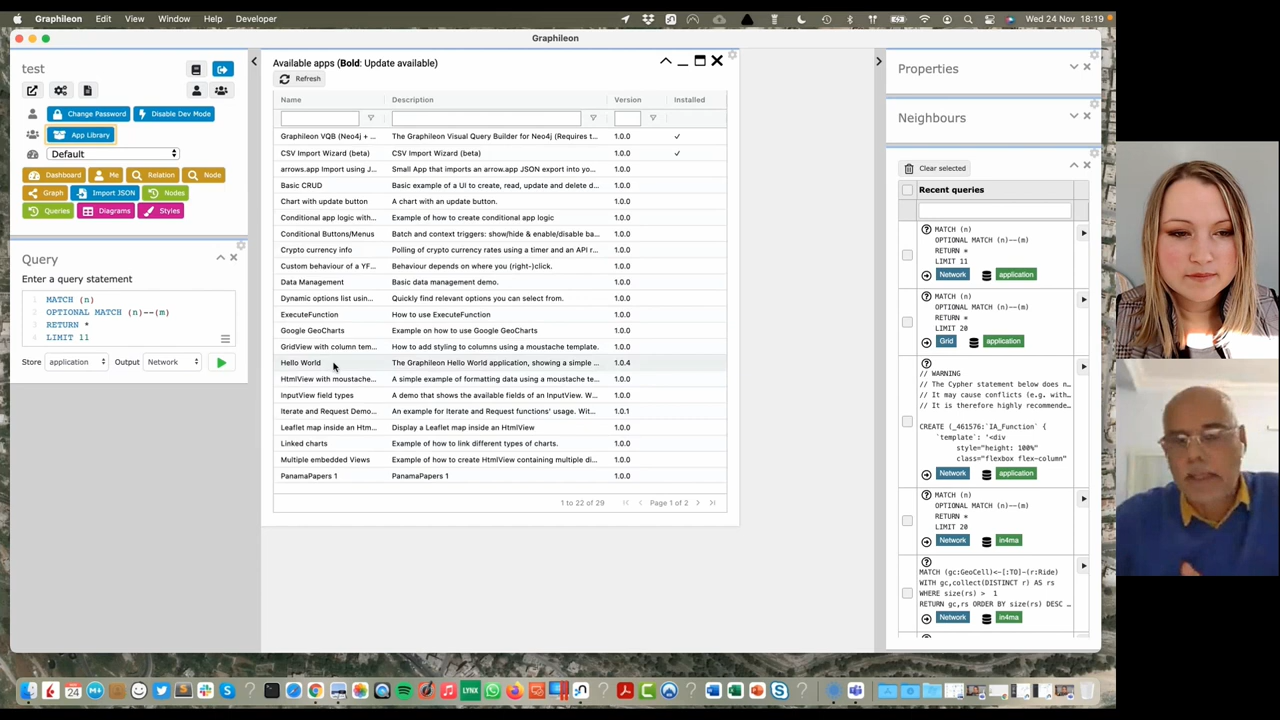 Graphileon Edit Windows Window Help Developer
Wed 24 Nov 18:19
Graphileon
test
Change Password
Disable Dev Mode
App Library
Default
Dashboard
Me
Relation
Node
Graph
Import JSON
Nodes
Queries
Diagrams
Styles
Query
Enter a query statement
1 MATCH (n)
2 OPTIONAL MATCH (n)--(m)
3 RETURN *
4 LIMIT 11
Store application Output Network
Available apps (Bold: Update available)
Refresh
Name Description Version Installed
Graphileon VQB (Neo4j + ... The Graphileon Visual Query Builder for Neo4j (Requires t... 1.0.0 ✓
CSV Import Wizard (beta) CSV Import Wizard (beta) 1.0.0 ✓
arrows.app Import using J... Small App that imports an arrow.app JSON export into yo... 1.0.0
Basic CRUD Basic example of a UI to create, read, update and delete d... 1.0.0
Chart with update button A chart with an update button. 1.0.0
Conditional app logic with... Example of how to create conditional app logic 1.0.0
Conditional Buttons/Menus Batch and context triggers: show/hide & enable/disable ba... 1.0.0
Crypto currency info Polling of crypto currency rates using a timer and an API r... 1.0.0
Custom behaviour of a YF... Behaviour depends on where you (right-)click. 1.0.0
Data Management Basic data management demo. 1.0.0
Dynamic options list usin... Quickly find relevant options you can select from. 1.0.0
ExecuteFunction How to use ExecuteFunction 1.0.0
Google GeoCharts Example on how to use Google GeoCharts 1.0.0
GridView with column tem... How to add styling to columns using a moustache template. 1.0.0
Hello World The Graphileon Hello World application, showing a simple ... 1.0.4
HtmlView with moustache... A simple example of formatting data using a moustache te... 1.0.0
InputView field types A demo that shows the available fields of an InputView. W... 1.0.0
Iterate and Request Demo... An example for Iterate and Request functions' usage. Wit... 1.0.1
Leaflet map inside an Htm... Display a Leaflet map inside an HtmlView 1.0.0
Linked charts Example of how to link different types of charts. 1.0.0
Multiple embedded Views Example of how to create HtmlView containing multiple di... 1.0.0
PanamaPapers 1 PanamaPapers 1 1.0.0
1 to 22 of 29 Page 1 of 2
Properties
Neighbours
Clear selected
Recent queries
MATCH (n)
OPTIONAL MATCH (n)--(m)
RETURN *
LIMIT 11
Network application
MATCH (n)
OPTIONAL MATCH (n)--(m)
RETURN *
LIMIT 20
Grid application
// WARNING
// The Cypher statement below does n...
// It may cause conflicts (e.g. with...
// It is therefore highly recommende...
CREATE (_461576:`IA_Function` {
`template`: '<div
style="height: 100%"
class="flexbox flex-column"
Network application
MATCH (n)
OPTIONAL MATCH (n)--(m)
RETURN *
LIMIT 20
Network in4ma
MATCH (gc:GeoCell)<-[:TO]-(r:Ride)
WITH gc,collect(DISTINCT r) AS rs
WHERE size(rs) > 1
RETURN gc,rs ORDER BY size(rs) DESC ...
Network in4ma
LYNX